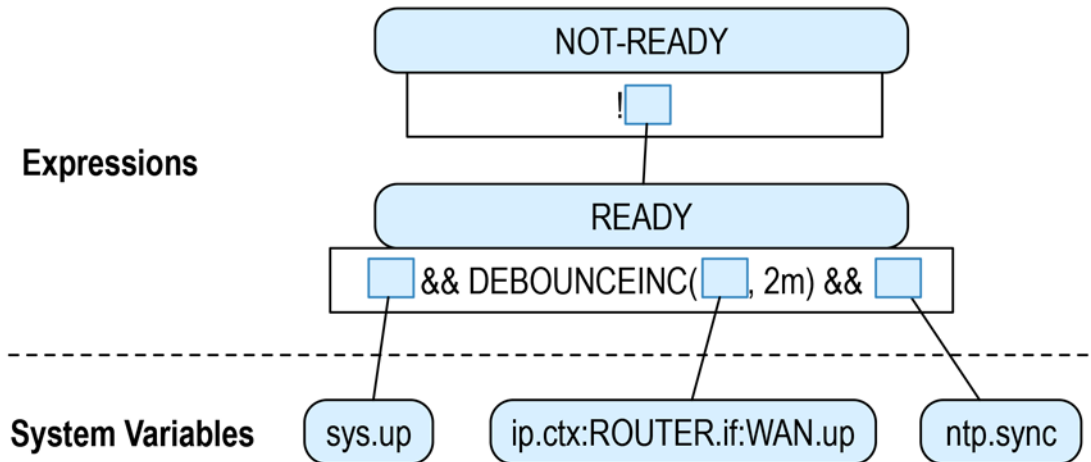 NOT-READY
!
Expressions
READY
&& DEBOUNCEINC( , 2m) &&
System Variables sys.up ip.ctx:ROUTER.if:WAN.up ntp.sync